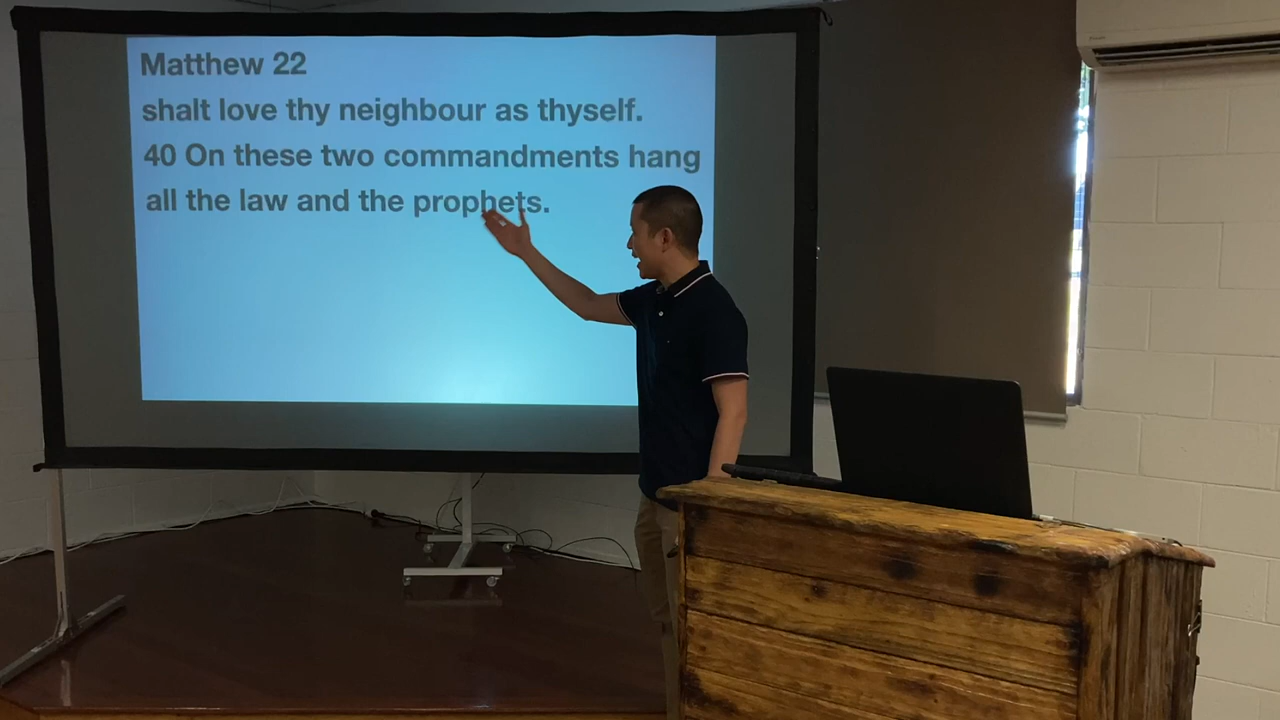 Matthew 22
shalt love thy neighbour as thyself.
40 On these two commandments hang
all the law and the prophets.